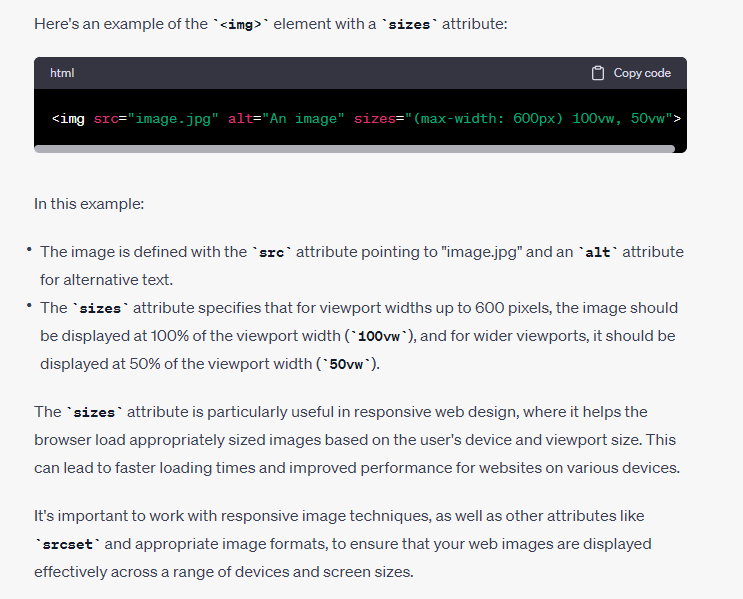 Here's an example of the `<img>` element with a `sizes` attribute:
html
Copy code
<img src="image.jpg" alt="An image" sizes="(max-width: 600px) 100vw, 50vw">
In this example:
• The image is defined with the `src` attribute pointing to "image.jpg" and an `alt` attribute
for alternative text.
• The `sizes` attribute specifies that for viewport widths up to 600 pixels, the image should
be displayed at 100% of the viewport width (`100vw`), and for wider viewports, it should be
displayed at 50% of the viewport width (`50vw`).
The `sizes` attribute is particularly useful in responsive web design, where it helps the
browser load appropriately sized images based on the user's device and viewport size. This
can lead to faster loading times and improved performance for websites on various devices.
It's important to work with responsive image techniques, as well as other attributes like
`srcset` and appropriate image formats, to ensure that your web images are displayed
effectively across a range of devices and screen sizes.